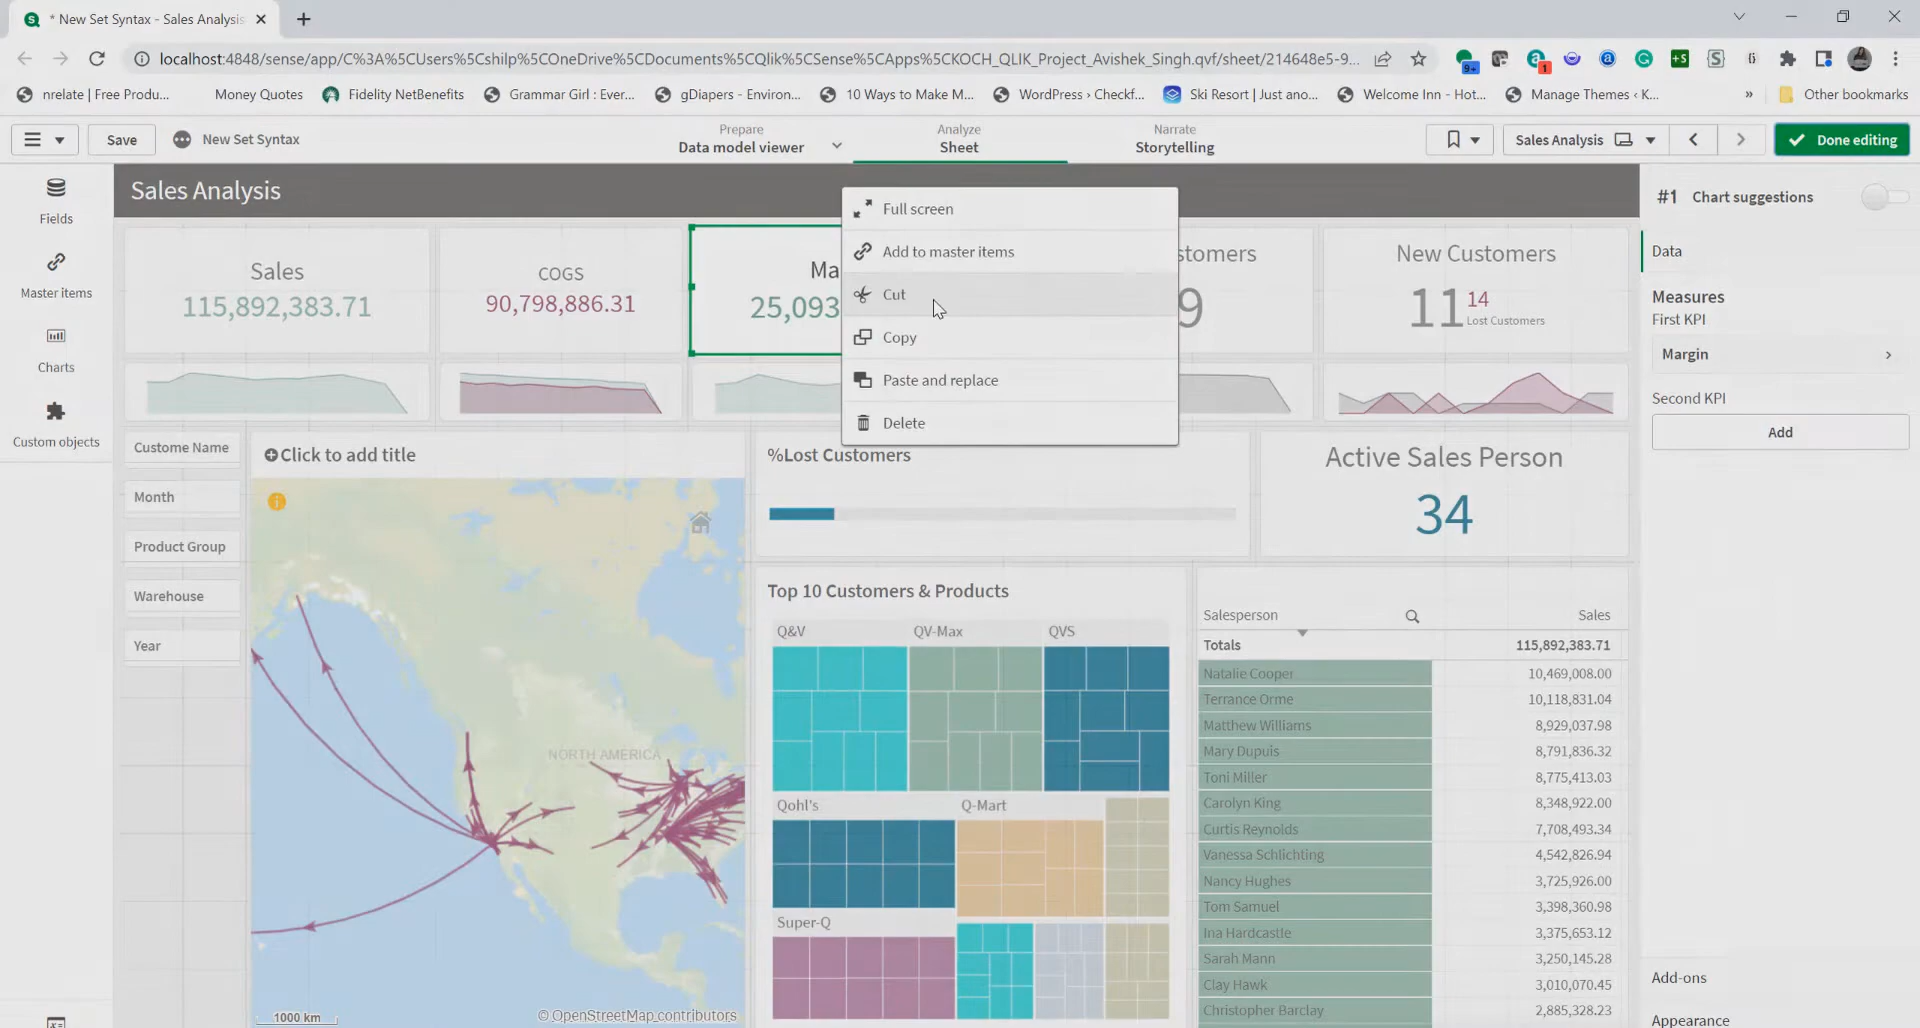 * New Set Syntax - Sales Analysis
localhost:4848/sense/app/C%3A%5CUsers%5Cshilp%5COneDrive%5CDocuments%5CQlik%5CSense%5CApps%5CKOCH_QLIK_Project_Avishek_Singh.qvf/sheet/214648e5-9...
9+
1
+S
nrelate | Free Produ...
Money Quotes
Fidelity NetBenefits
Grammar Girl : Ever...
gDiapers - Environ...
10 Ways to Make M...
WordPress › Checkf...
Ski Resort | Just ano...
Welcome Inn - Hot...
Manage Themes ‹ K...
»
Other bookmarks
Save
New Set Syntax
Prepare
Data model viewer
Analyze
Sheet
Narrate
Storytelling
Sales Analysis
Done editing
Fields
Master items
Charts
Custom objects
Sales Analysis
Sales
115,892,383.71
COGS
90,798,886.31
Ma
25,093
stomers
9
New Customers
11
14
Lost Customers
Full screen
Add to master items
Cut
Copy
Paste and replace
Delete
Custome Name
Month
Product Group
Warehouse
Year
Click to add title
NORTH AMERICA
1000 km
© OpenStreetMap contributors
%Lost Customers
Active Sales Person
34
Top 10 Customers & Products
Q&V
QV-Max
QVS
Qohl's
Q-Mart
Super-Q
Salesperson
Sales
Totals
115,892,383.71
Natalie Cooper
10,469,008.00
Terrance Orme
10,118,831.04
Matthew Williams
8,929,037.98
Mary Dupuis
8,791,836.32
Toni Miller
8,775,413.03
Carolyn King
8,348,922.00
Curtis Reynolds
7,708,493.34
Vanessa Schlichting
4,542,826.94
Nancy Hughes
3,725,926.00
Tom Samuel
3,398,360.98
Ina Hardcastle
3,375,653.12
Sarah Mann
3,250,145.28
Clay Hawk
3,010,070.45
Christopher Barclay
2,885,328.23
#1 Chart suggestions
Data
Measures
First KPI
Margin
Second KPI
Add
Add-ons
Appearance